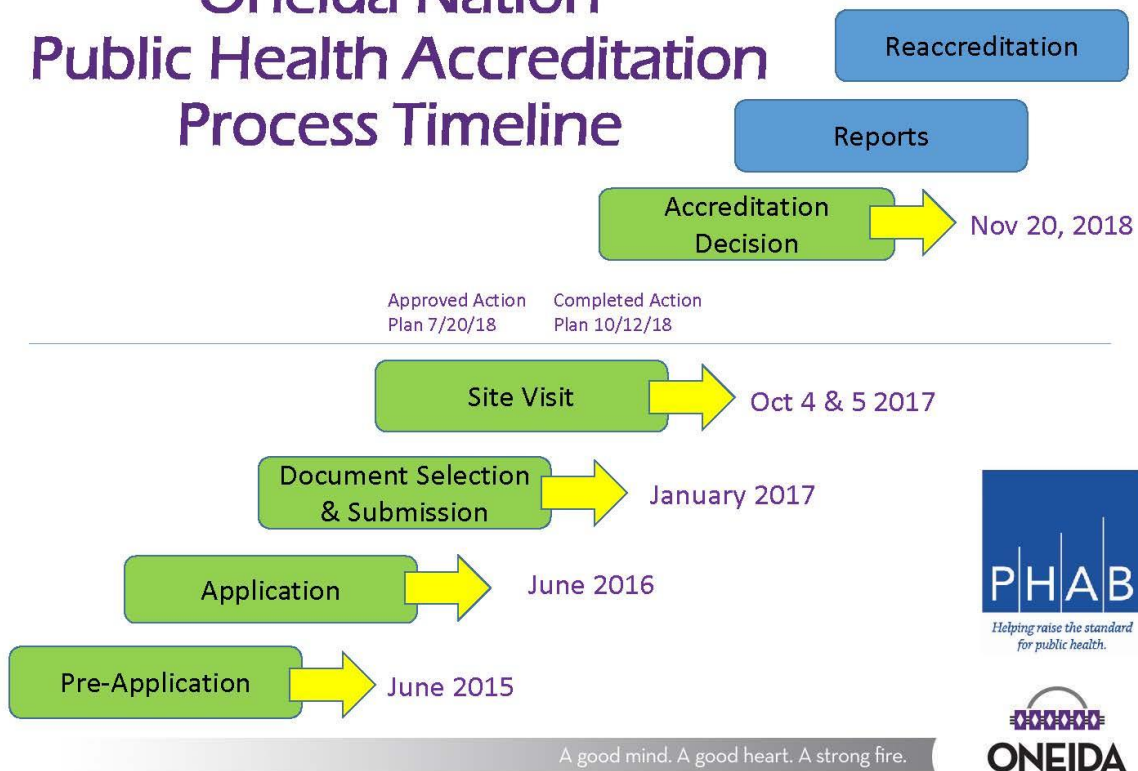 Oneida Nation
Public Health Accreditation
Process Timeline
Reaccreditation
Reports
Accreditation
Decision
Nov 20, 2018
Approved Action
Plan 7/20/18
Completed Action
Plan 10/12/18
Site Visit
Oct 4 & 5 2017
Document Selection
& Submission
January 2017
Application
June 2016
Pre-Application
June 2015
PHAB
Helping raise the standard
for public health.
A good mind. A good heart. A strong fire.
ONEIDA